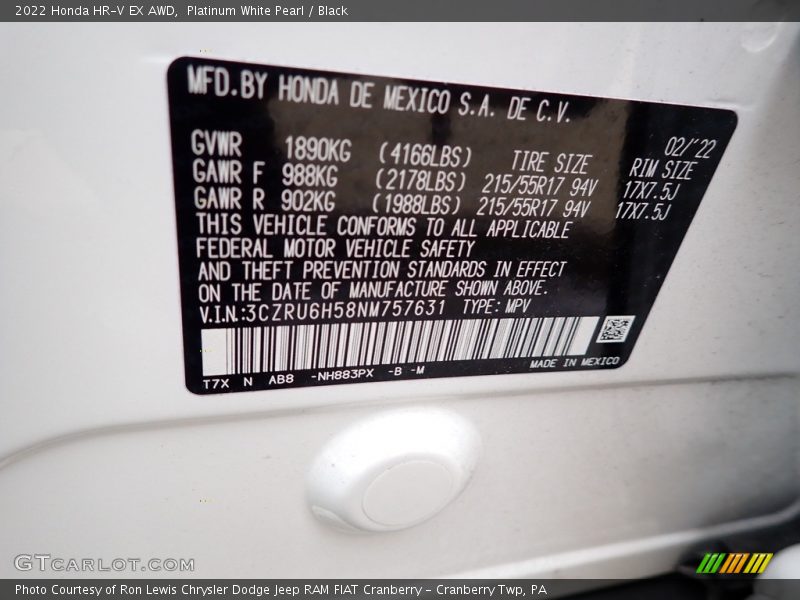 2022 Honda HR-V EX AWD, Platinum White Pearl / Black
MFD.BY HONDA DE MEXICO S.A. DE C.V.
02/'22
GVWR 1890KG (4166LBS) TIRE SIZE RIM SIZE
GAWR F 988KG (2178LBS) 215/55R17 94V 17X7.5J
GAWR R 902KG (1988LBS) 215/55R17 94V 17X7.5J
THIS VEHICLE CONFORMS TO ALL APPLICABLE
FEDERAL MOTOR VEHICLE SAFETY
AND THEFT PREVENTION STANDARDS IN EFFECT
ON THE DATE OF MANUFACTURE SHOWN ABOVE.
V.I.N:3CZRU6H58NM757631 TYPE: MPV
MADE IN MEXICO
T7X N AB8 -NH883PX -B -M
GTCARLOT.COM
Photo Courtesy of Ron Lewis Chrysler Dodge Jeep RAM FIAT Cranberry – Cranberry Twp, PA